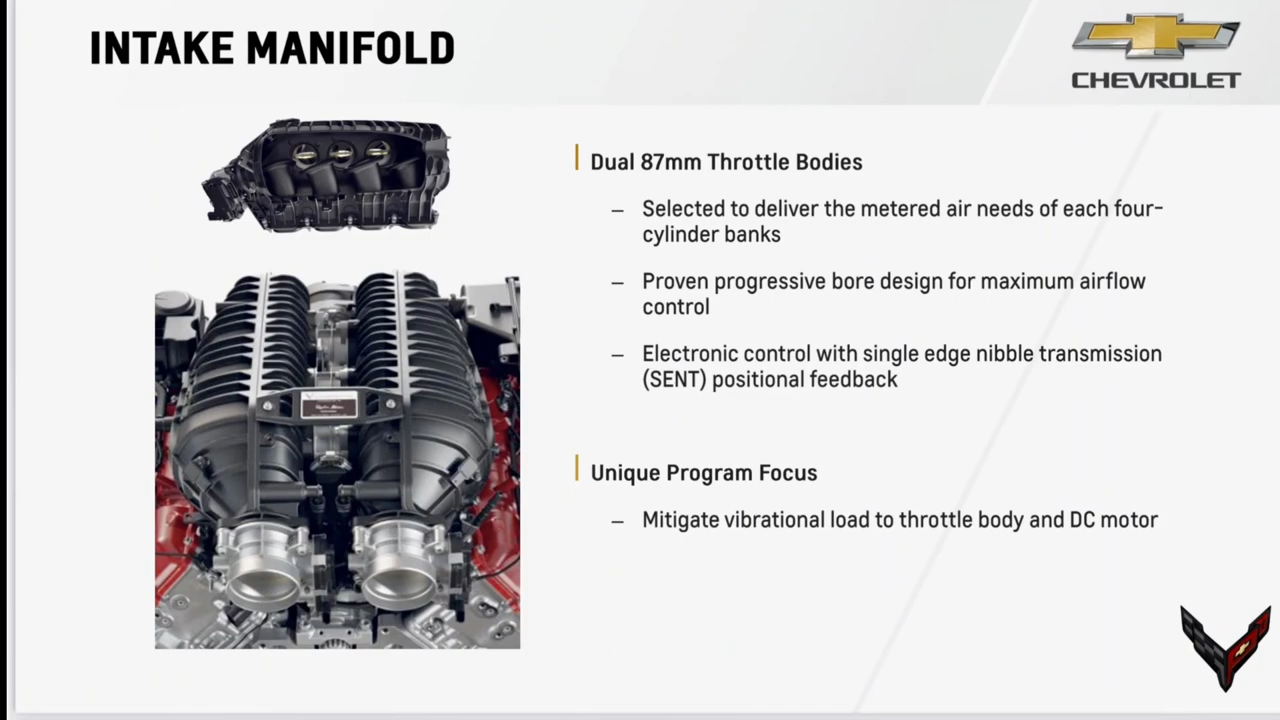 INTAKE MANIFOLD
CHEVROLET
Dual 87mm Throttle Bodies
– Selected to deliver the metered air needs of each four-
cylinder banks
– Proven progressive bore design for maximum airflow
control
– Electronic control with single edge nibble transmission
(SENT) positional feedback
Unique Program Focus
– Mitigate vibrational load to throttle body and DC motor